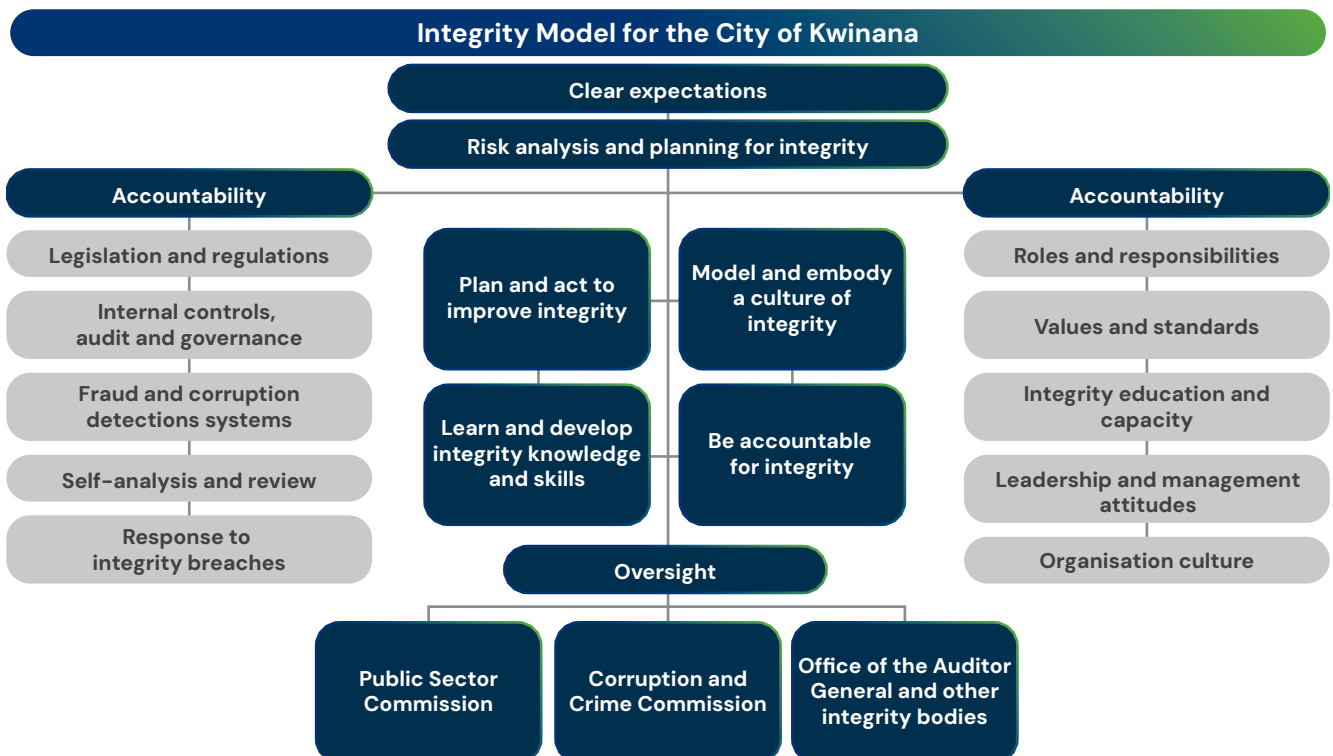 Integrity Model for the City of Kwinana
Clear expectations
Risk analysis and planning for integrity
Accountability
Legislation and regulations
Internal controls,
audit and governance
Fraud and corruption
detections systems
Self-analysis and review
Response to
integrity breaches
Plan and act to
improve integrity
Model and embody
a culture of
integrity
Learn and develop
integrity knowledge
and skills
Be accountable
for integrity
Accountability
Roles and responsibilities
Values and standards
Integrity education and
capacity
Leadership and management
attitudes
Organisation culture
Oversight
Public Sector
Commission
Corruption and
Crime Commission
Office of the Auditor
General and other
integrity bodies